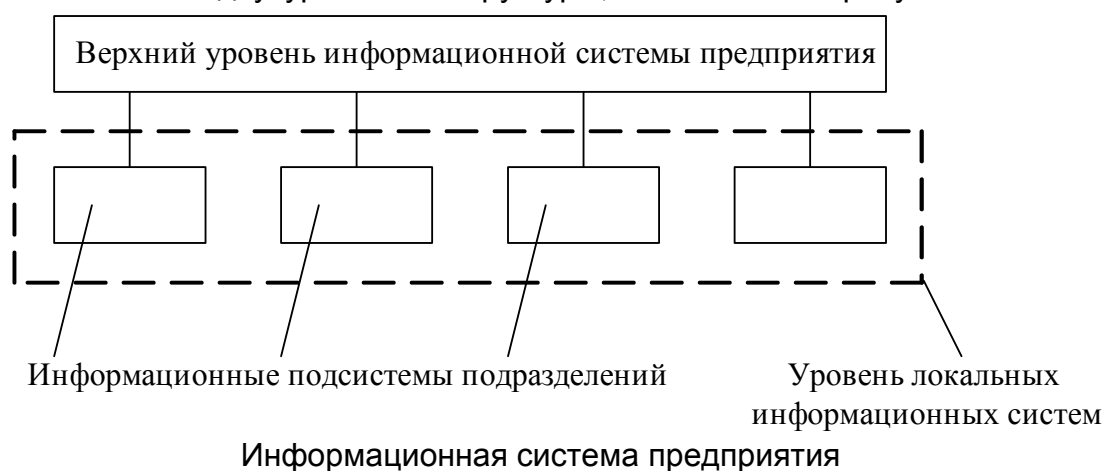 Верхний уровень информационной системы предприятия
Информационные подсистемы подразделений
Уровень локальных
информационных систем
Информационная система предприятия